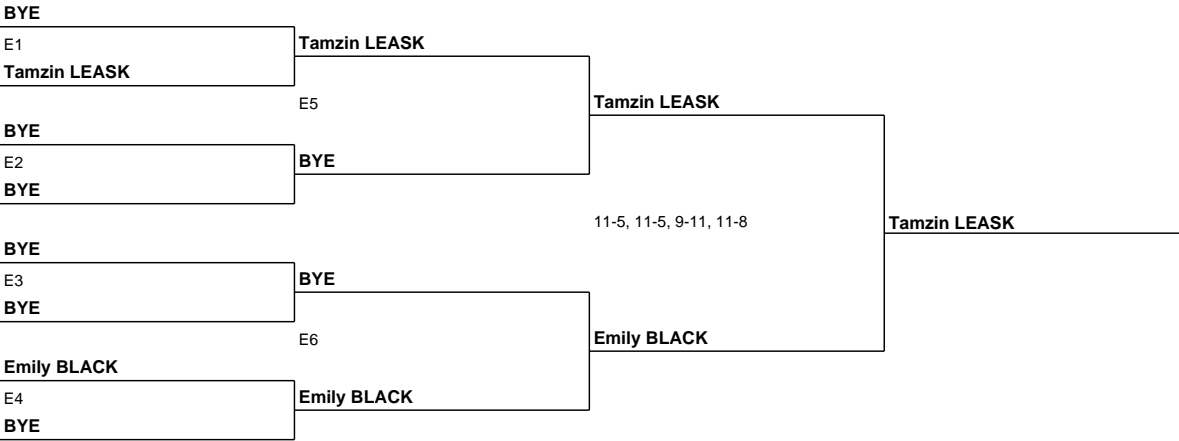 BYE
E1
Tamzin LEASK
Tamzin LEASK
E5
Tamzin LEASK
BYE
E2
BYE
BYE
11-5, 11-5, 9-11, 11-8
Tamzin LEASK
BYE
E3
BYE
BYE
E6
Emily BLACK
Emily BLACK
E4
Emily BLACK
BYE